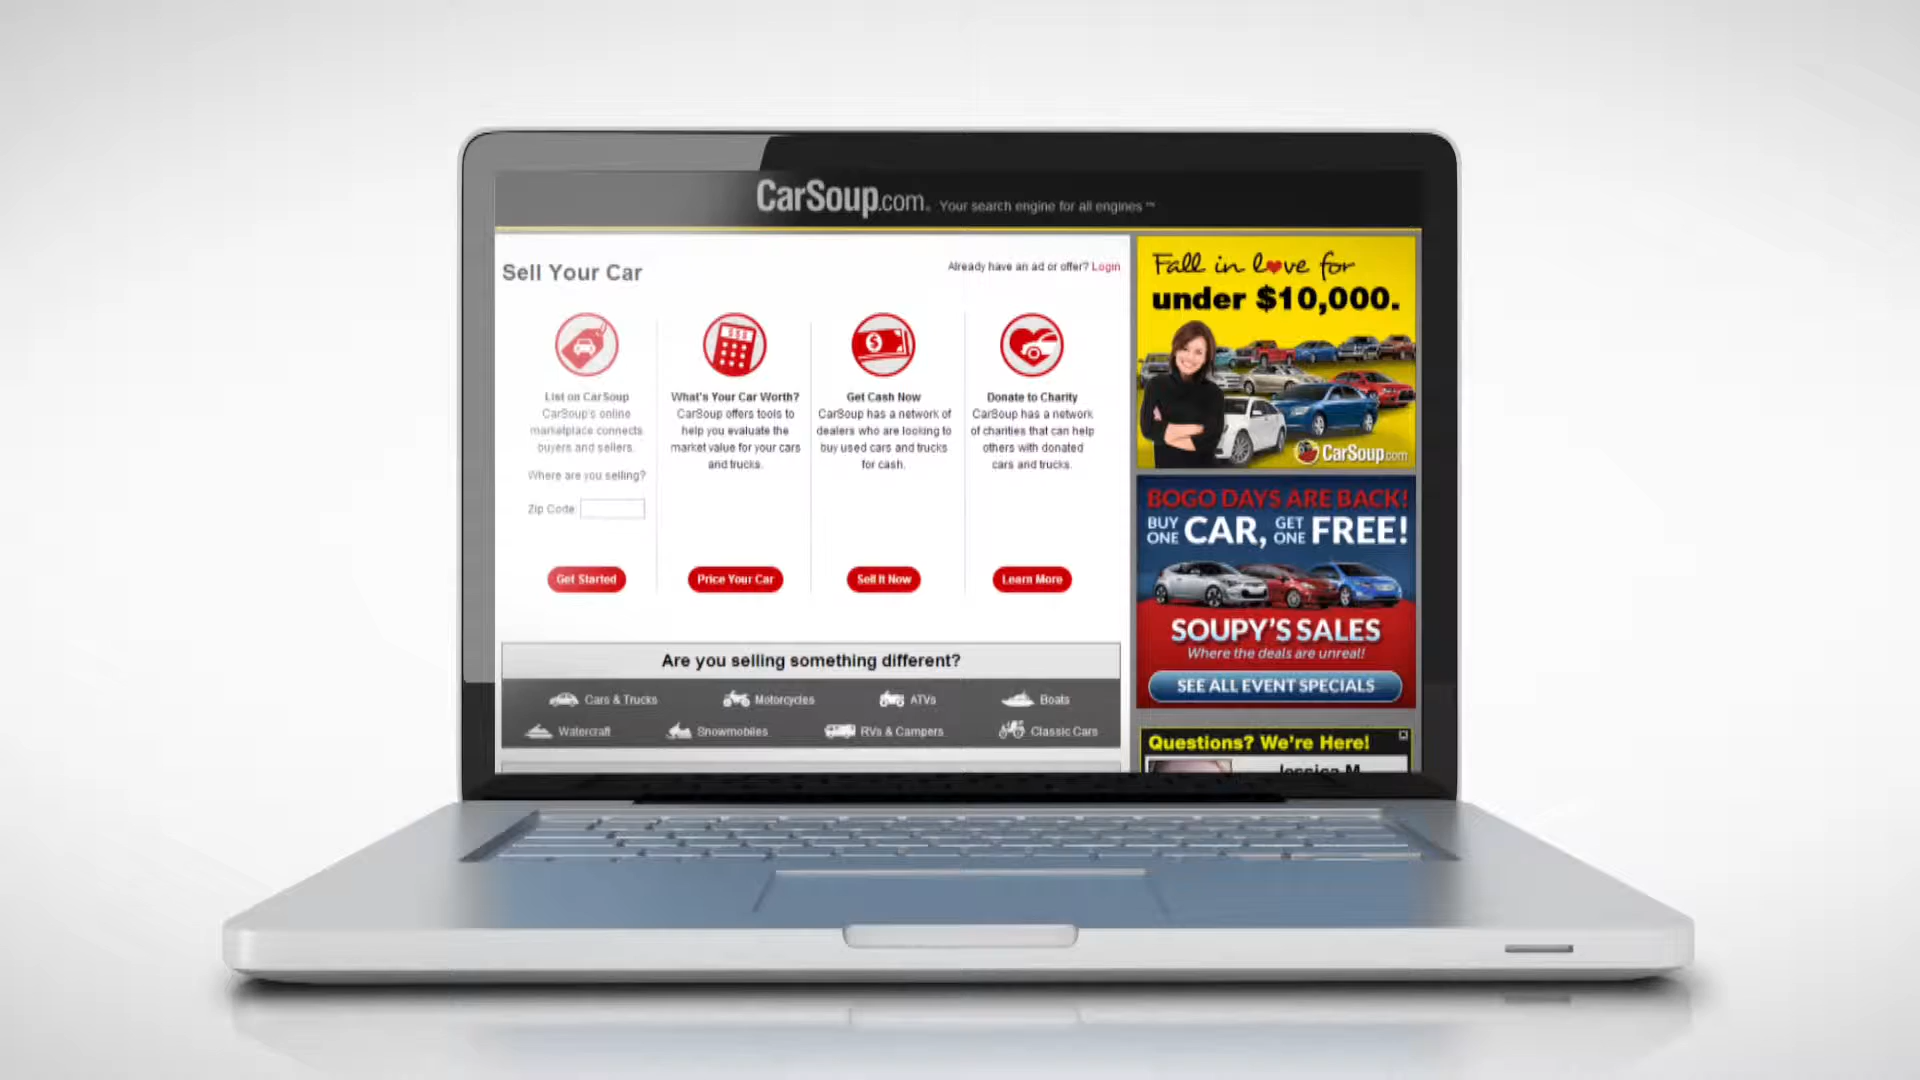 CarSoup.com. Your search engine for all engines ™
Sell Your Car
Already have an ad or offer? Login
List on CarSoup
CarSoup's online
marketplace connects
buyers and sellers.
Where are you selling?
Zip Code
Get Started
$$$
What's Your Car Worth?
CarSoup offers tools to
help you evaluate the
market value for your cars
and trucks.
Price Your Car
$
Get Cash Now
CarSoup has a network of
dealers who are looking to
buy used cars and trucks
for cash.
Sell It Now
Donate to Charity
CarSoup has a network
of charities that can help
others with donated
cars and trucks.
Learn More
Are you selling something different?
Cars & Trucks Motorcycles ATVs Boats
Watercraft Snowmobiles RVs & Campers Classic Cars
Fall in love for
under $10,000.
CarSoup.com
BOGO DAYS ARE BACK!
BUY ONE CAR, GET ONE FREE!
SOUPY'S SALES
Where the deals are unreal!
SEE ALL EVENT SPECIALS
Questions? We're Here!
Jessica M